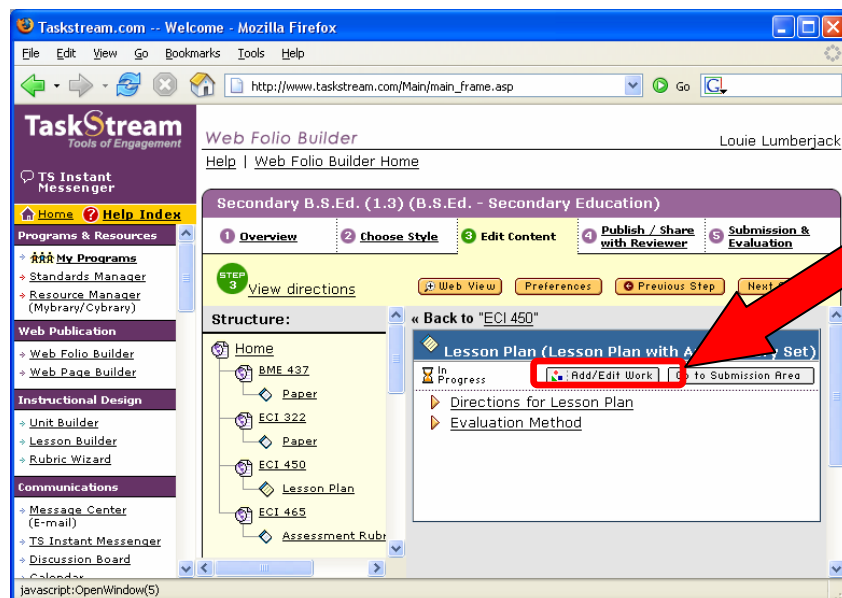 Taskstream.com -- Welcome - Mozilla Firefox
File Edit View Go Bookmarks Tools Help
http://www.taskstream.com/Main/main_frame.asp Go G
TaskStream
Tools of Engagement
TS Instant
Messenger
Home Help Index
Programs & Resources
My Programs
Standards Manager
Resource Manager
(Mybrary/Cybrary)
Web Publication
Web Folio Builder
Web Page Builder
Instructional Design
Unit Builder
Lesson Builder
Rubric Wizard
Communications
Message Center
(E-mail)
TS Instant Messenger
Discussion Board
Calendar
Web Folio Builder Louie Lumberjack
Help | Web Folio Builder Home
Secondary B.S.Ed. (1.3) (B.S.Ed. - Secondary Education)
1 Overview 2 Choose Style 3 Edit Content 4 Publish / Share with Reviewer 5 Submission & Evaluation
STEP 3 View directions Web View Preferences Previous Step Next
Structure:
Home
BME 437
Paper
ECI 322
Paper
ECI 450
Lesson Plan
ECI 465
Assessment Rubr
« Back to "ECI 450"
Lesson Plan (Lesson Plan with Set)
In Progress Add/Edit Work to Submission Area
Directions for Lesson Plan
Evaluation Method
javascript:OpenWindow(5)